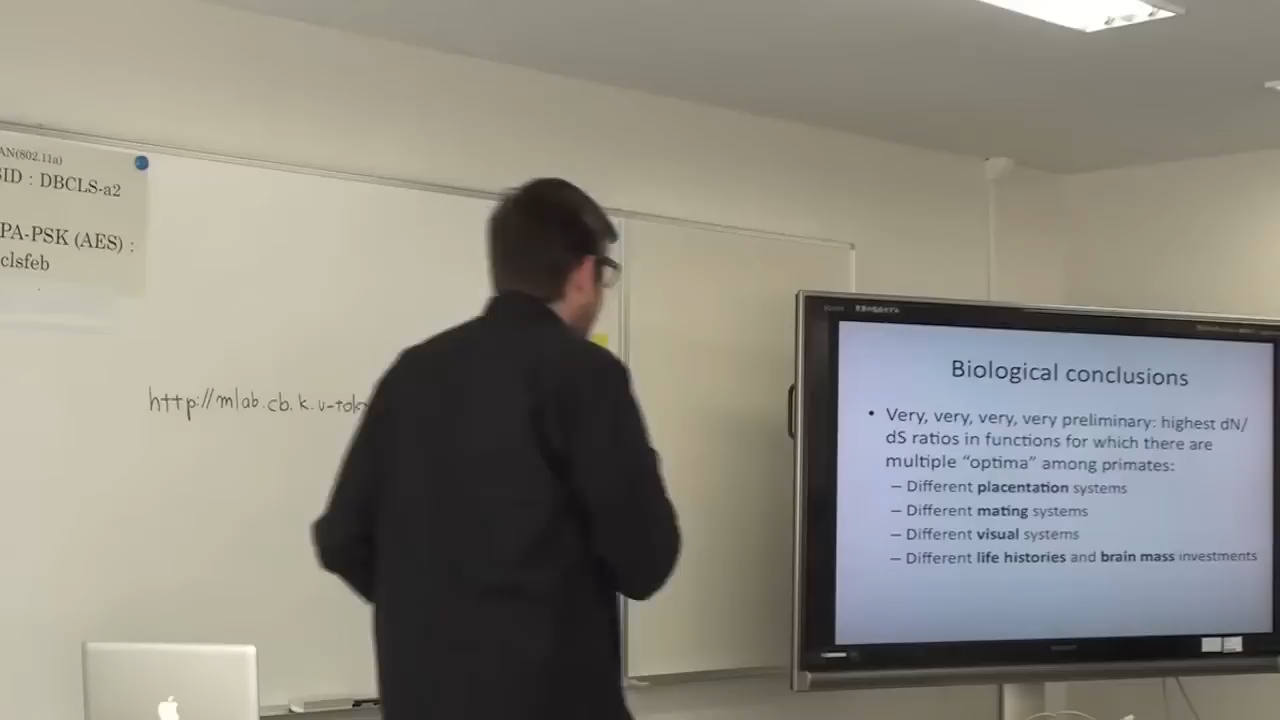 AN(802.11a)
SID : DBCLS-a2
PA-PSK (AES) :
clsfeb
http://mlab.cb.k.u-tok
Biological conclusions
• Very, very, very, very preliminary: highest dN/
dS ratios in functions for which there are
multiple “optima” among primates:
– Different placentation systems
– Different mating systems
– Different visual systems
– Different life histories and brain mass investments